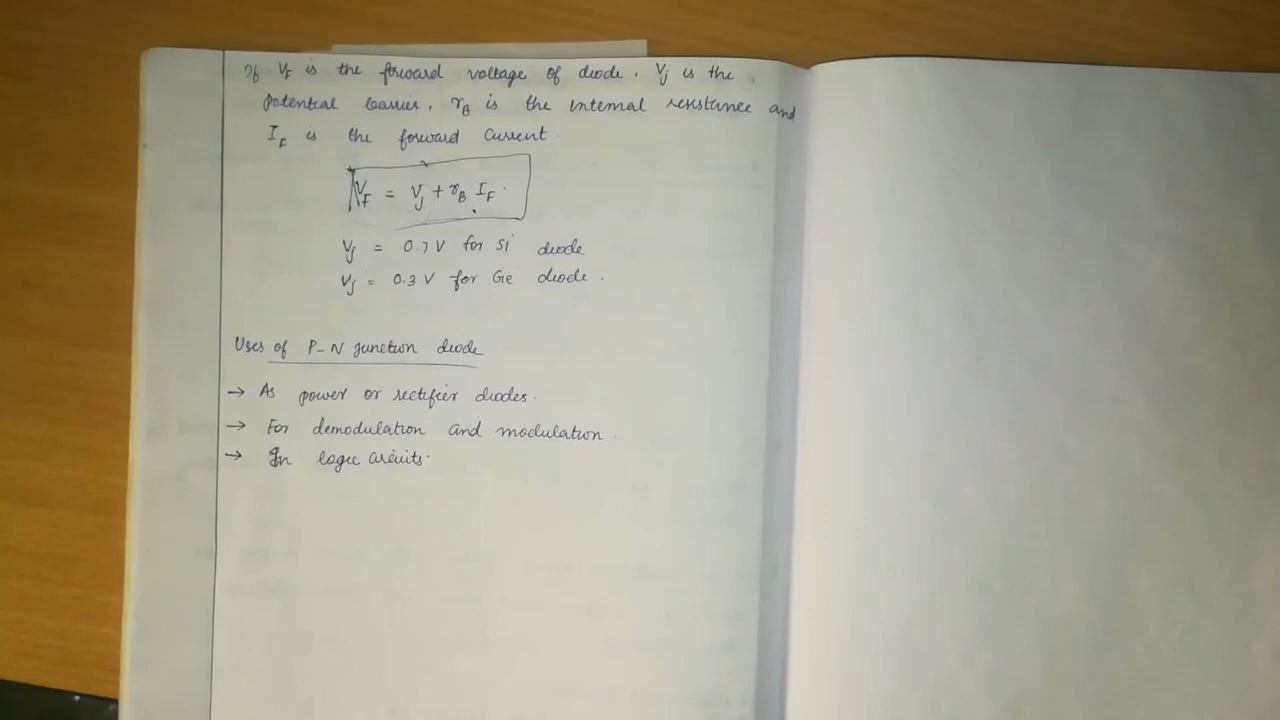 If VF is the forward voltage of diode, Vj is the
potential barrier, rB is the internal resistance and
IF is the forward current.
VF = Vj + rB IF.
Vj = 0.7 V for Si diode
Vj = 0.3 V for Ge diode.
Uses of P-N junction diode
→ As power or rectifier diodes.
→ For demodulation and modulation.
→ In logic circuits.